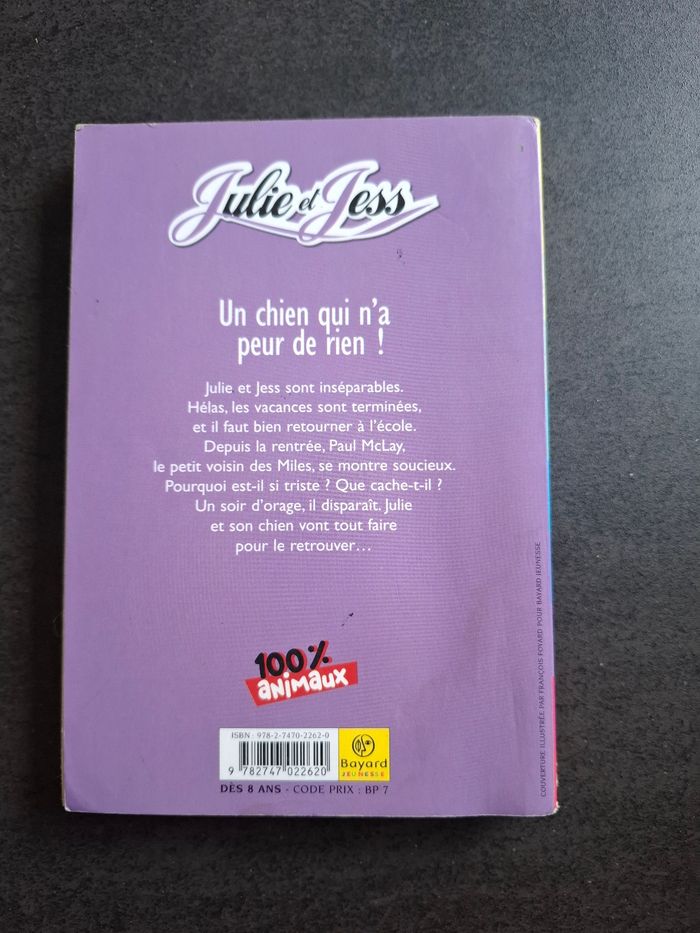 Julie et Jess
Un chien qui n'a
peur de rien !
Julie et Jess sont inséparables.
Hélas, les vacances sont terminées,
et il faut bien retourner à l'école.
Depuis la rentrée, Paul McLay,
le petit voisin des Miles, se montre soucieux.
Pourquoi est-il si triste ? Que cache-t-il ?
Un soir d'orage, il disparaît. Julie
et son chien vont tout faire
pour le retrouver...
100%
animaux
ISBN : 978-2-7470-2262-0
9 782747 022620
Bayard
JEUNESSE
DÈS 8 ANS - CODE PRIX : BP 7
COUVERTURE ILLUSTRÉE PAR FRANÇOIS FOYARD POUR BAYARD JEUNESSE